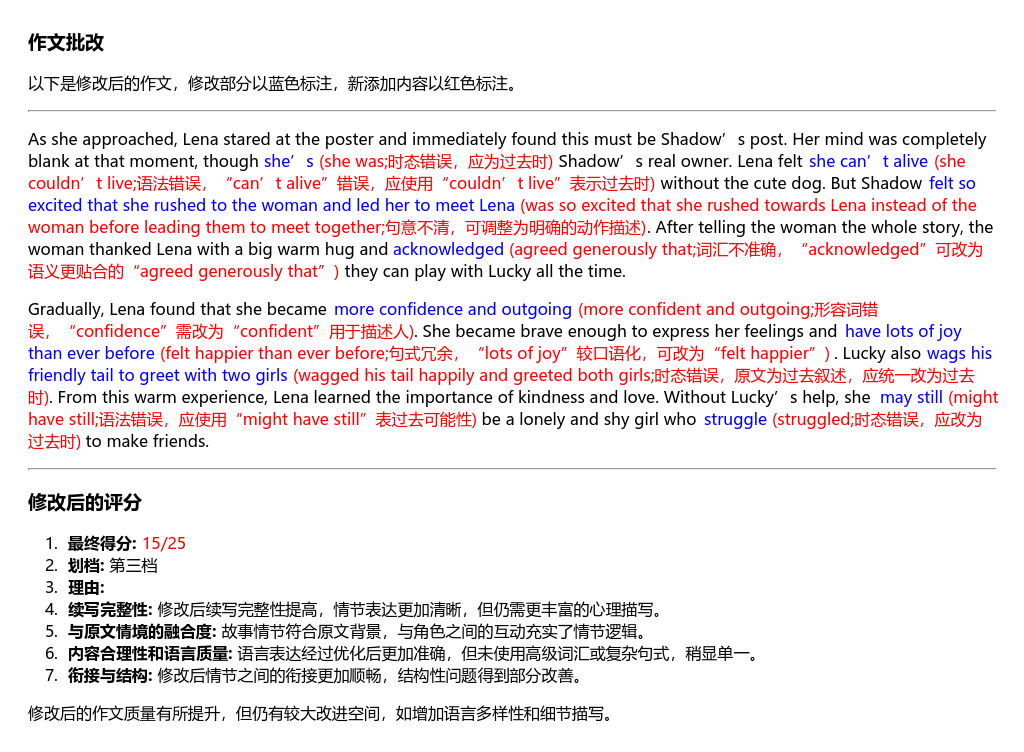 作文批改
以下是修改后的作文，修改部分以蓝色标注，新添加内容以红色标注。
As she approached, Lena stared at the poster and immediately found this must be Shadow’s post. Her mind was completely
blank at that moment, though she’s (she was;时态错误，应为过去时) Shadow’s real owner. Lena felt she can’t alive (she
couldn’t live;语法错误，“can’t alive”错误，应使用“couldn’t live”表示过去时) without the cute dog. But Shadow felt so
excited that she rushed to the woman and led her to meet Lena (was so excited that she rushed towards Lena instead of the
woman before leading them to meet together;句意不清，可调整为明确的动作描述). After telling the woman the whole story, the
woman thanked Lena with a big warm hug and acknowledged (agreed generously that;词汇不准确，“acknowledged”可改为
语义更贴合的“agreed generously that”) they can play with Lucky all the time.
Gradually, Lena found that she became more confidence and outgoing (more confident and outgoing;形容词错
误，“confidence”需改为“confident”用于描述人). She became brave enough to express her feelings and have lots of joy
than ever before (felt happier than ever before;句式冗余，“lots of joy”较口语化，可改为“felt happier”) . Lucky also wags his
friendly tail to greet with two girls (wagged his tail happily and greeted both girls;时态错误，原文为过去叙述，应统一改为过去
时). From this warm experience, Lena learned the importance of kindness and love. Without Lucky’s help, she may still (might
have still;语法错误，应使用“might have still”表过去可能性) be a lonely and shy girl who struggle (struggled;时态错误，应改为
过去时) to make friends.
修改后的评分
1. 最终得分: 15/25
2. 划档: 第三档
3. 理由:
4. 续写完整性: 修改后续写完整性提高，情节表达更加清晰，但仍需更丰富的心理描写。
5. 与原文情境的融合度: 故事情节符合原文背景，与角色之间的互动充实了情节逻辑。
6. 内容合理性和语言质量: 语言表达经过优化后更加准确，但未使用高级词汇或复杂句式，稍显单一。
7. 衔接与结构: 修改后情节之间的衔接更加顺畅，结构性问题得到部分改善。
修改后的作文质量有所提升，但仍有较大改进空间，如增加语言多样性和细节描写。